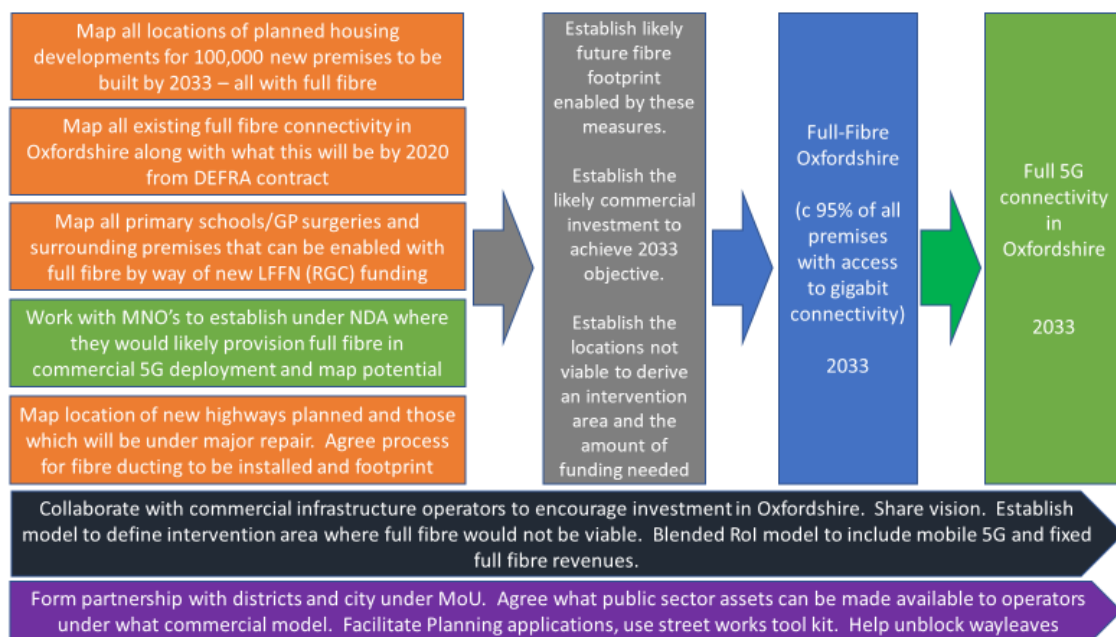 Map all locations of planned housing
developments for 100,000 new premises to be
built by 2033 – all with full fibre
Map all existing full fibre connectivity in
Oxfordshire along with what this will be by 2020
from DEFRA contract
Map all primary schools/GP surgeries and
surrounding premises that can be enabled with
full fibre by way of new LFFN (RGC) funding
Work with MNO's to establish under NDA where
they would likely provision full fibre in
commercial 5G deployment and map potential
Map location of new highways planned and those
which will be under major repair.  Agree process
for fibre ducting to be installed and footprint
Establish likely
future fibre
footprint
enabled by these
measures.
Establish the
likely commercial
investment to
achieve 2033
objective.
Establish the
locations not
viable to derive
an intervention
area and the
amount of
funding needed
Full-Fibre
Oxfordshire
(c 95% of all
premises
with access
to gigabit
connectivity)
2033
Full 5G
connectivity
in
Oxfordshire
2033
Collaborate with commercial infrastructure operators to encourage investment in Oxfordshire.  Share vision.  Establish
model to define intervention area where full fibre would not be viable.  Blended RoI model to include mobile 5G and fixed
full fibre revenues.
Form partnership with districts and city under MoU.  Agree what public sector assets can be made available to operators
under what commercial model.  Facilitate Planning applications, use street works tool kit.  Help unblock wayleaves